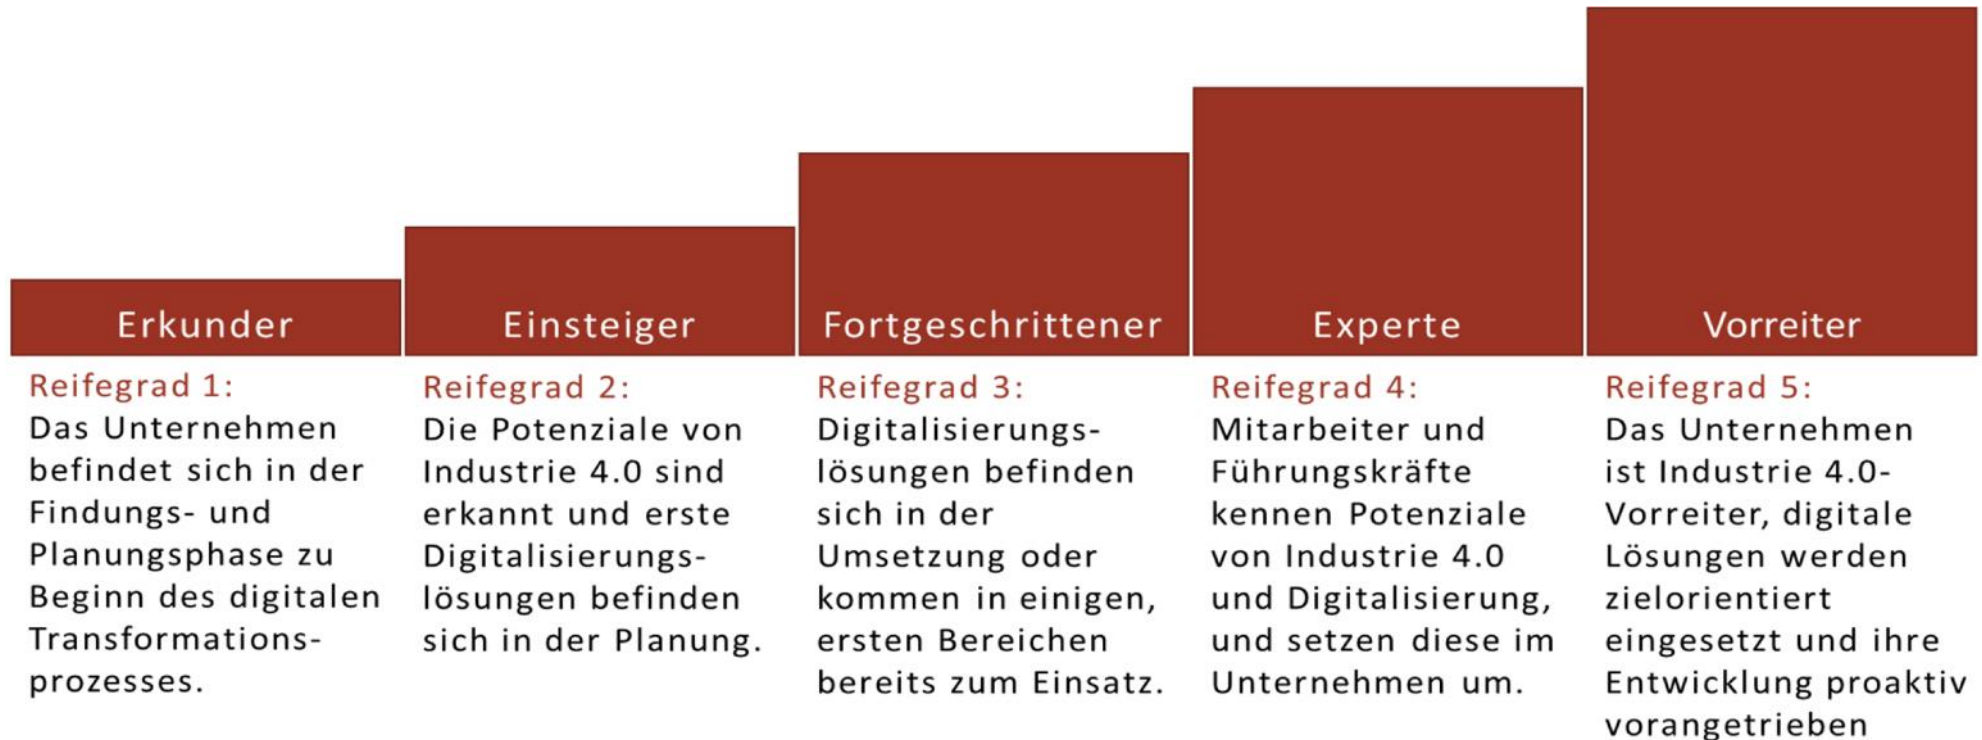 Erkunder
Reifegrad 1:
Das Unternehmen
befindet sich in der
Findungs- und
Planungsphase zu
Beginn des digitalen
Transformations-
prozesses.
Einsteiger
Reifegrad 2:
Die Potenziale von
Industrie 4.0 sind
erkannt und erste
Digitalisierungs-
lösungen befinden
sich in der Planung.
Fortgeschrittener
Reifegrad 3:
Digitalisierungs-
lösungen befinden
sich in der
Umsetzung oder
kommen in einigen,
ersten Bereichen
bereits zum Einsatz.
Experte
Reifegrad 4:
Mitarbeiter und
Führungskräfte
kennen Potenziale
von Industrie 4.0
und Digitalisierung,
und setzen diese im
Unternehmen um.
Vorreiter
Reifegrad 5:
Das Unternehmen
ist Industrie 4.0-
Vorreiter, digitale
Lösungen werden
zielorientiert
eingesetzt und ihre
Entwicklung proaktiv
vorangetrieben